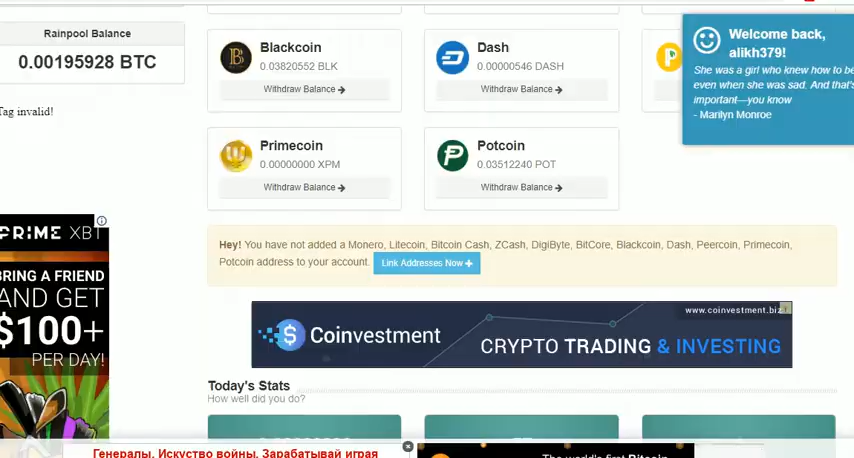 Rainpool Balance
0.00195928 BTC
Tag invalid!
Blackcoin
0.03820552 BLK
Withdraw Balance
Dash
0.00000546 DASH
Withdraw Balance
Welcome back,
alikh379!
She was a girl who knew how to be
even when she was sad. And that's
important—you know
- Marilyn Monroe
Primecoin
0.00000000 XPM
Withdraw Balance
Potcoin
0.03512240 POT
Withdraw Balance
PRIME XBT
BRING A FRIEND
AND GET
$100+
PER DAY!
Hey! You have not added a Monero, Litecoin, Bitcoin Cash, ZCash, DigiByte, BitCore, Blackcoin, Dash, Peercoin, Primecoin,
Potcoin address to your account. Link Addresses Now +
www.coinvestment.biz
Coinvestment
CRYPTO TRADING & INVESTING
Today's Stats
How well did you do?
Генералы. Искусство войны. Зарабатывай играя
The world's first Bitcoin